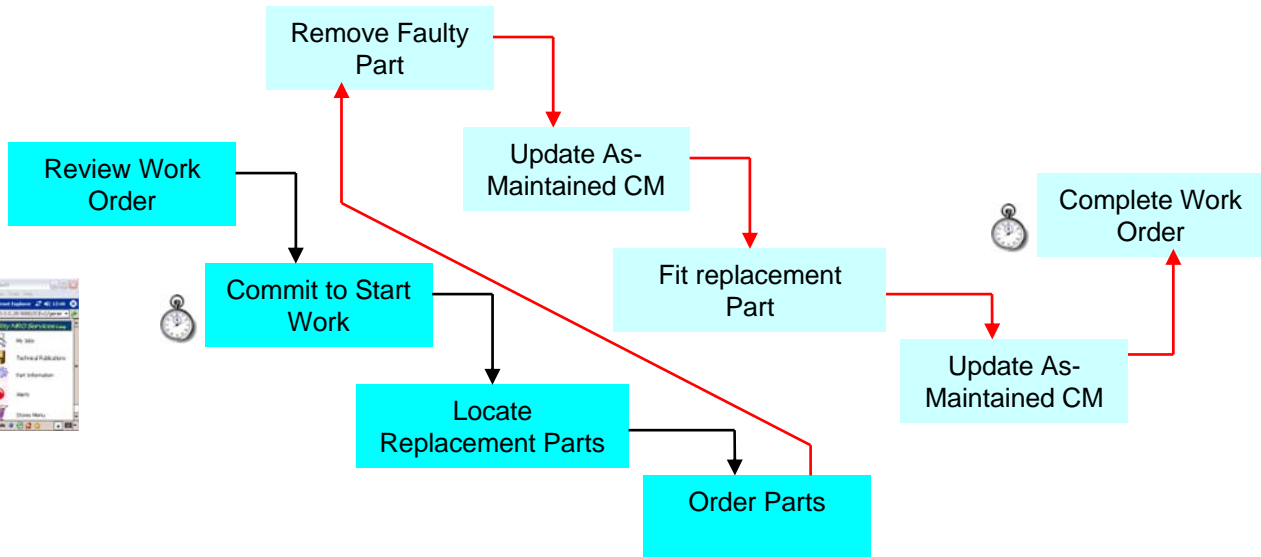 Remove Faulty
Part
Review Work
Order
Update As-
Maintained CM
Complete Work
Order
Commit to Start
Work
Fit replacement
Part
Update As-
Maintained CM
Locate
Replacement Parts
Order Parts
My Jobs
Technical Publications
Part Information
Alerts
Stores Menu